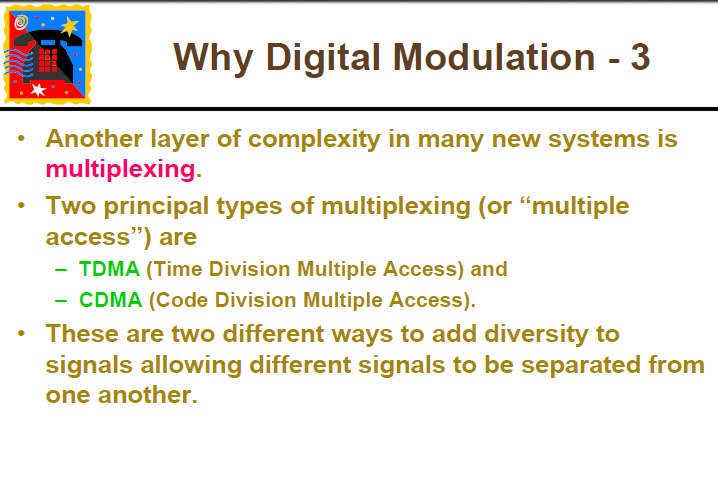 Why Digital Modulation - 3
• Another layer of complexity in many new systems is
multiplexing.
• Two principal types of multiplexing (or “multiple
access”) are
– TDMA (Time Division Multiple Access) and
– CDMA (Code Division Multiple Access).
• These are two different ways to add diversity to
signals allowing different signals to be separated from
one another.